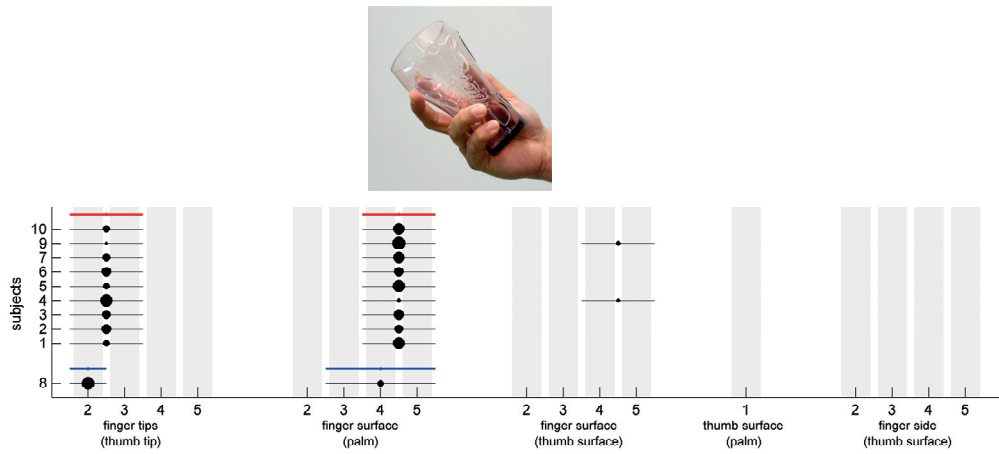 10
9
7
6
5
4
3
2
1
8
subjects
2 3 4 5 2 3 4 5 2 3 4 5 1 2 3 4 5
finger tips finger surface finger surface thumb surface finger side
(thumb tip) (palm) (thumb surface) (palm) (thumb surface)